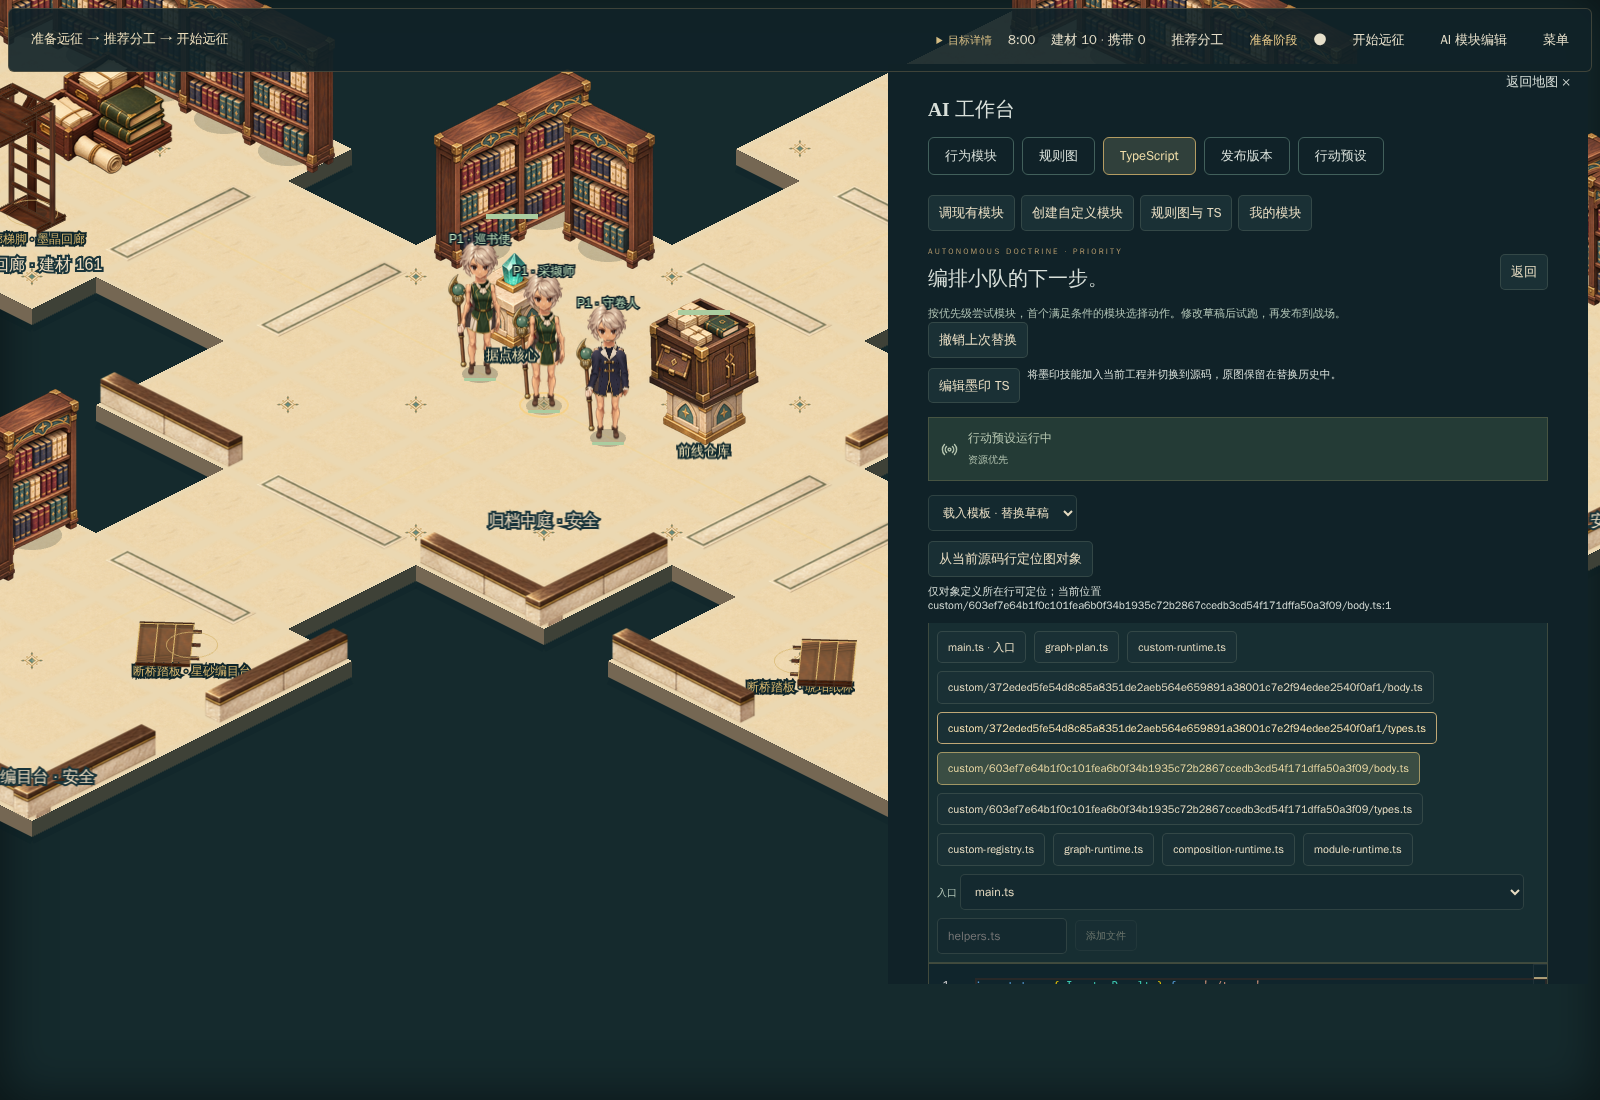 准备远征 → 推荐分工 → 开始远征
▶ 目标详情 8:00 建材 10 · 携带 0 推荐分工 准备阶段 开始远征 AI 模块编辑 菜单
返回地图 ×
AI 工作台
行为模块 规则图 TypeScript 发布版本 行动预设
调现有模块 创建自定义模块 规则图与 TS 我的模块
AUTONOMOUS DOCTRINE · PRIORITY
编排小队的下一步。
返回
按优先级尝试模块，首个满足条件的模块选择动作。修改草稿后试跑，再发布到战场。
撤销上次替换
编辑墨印 TS 将墨印技能加入当前工程并切换到源码，原图保留在替换历史中。
行动预设运行中
资源优先
载入模板 · 替换草稿
从当前源码行定位图对象
仅对象定义所在行可定位；当前位置
custom/603ef7e64b1f0c101fea6b0f34b1935c72b2867ccedb3cd54f171dffa50a3f09/body.ts:1
main.ts · 入口 graph-plan.ts custom-runtime.ts
custom/372eded5fe54d8c85a8351de2aeb564e659891a38001c7e2f94edee2540f0af1/body.ts
custom/372eded5fe54d8c85a8351de2aeb564e659891a38001c7e2f94edee2540f0af1/types.ts
custom/603ef7e64b1f0c101fea6b0f34b1935c72b2867ccedb3cd54f171dffa50a3f09/body.ts
custom/603ef7e64b1f0c101fea6b0f34b1935c72b2867ccedb3cd54f171dffa50a3f09/types.ts
custom-registry.ts graph-runtime.ts composition-runtime.ts module-runtime.ts
入口 main.ts
helpers.ts 添加文件
1
梯脚 · 墨晶回廊
回廊 · 建材 161
P1 · 巡书使
P1 · 采撷师
P1 · 守卷人
据点核心
前线仓库
归档中庭 · 安全
断桥踏板 · 星砂编目台
断桥踏板 ·
编目台 · 安全